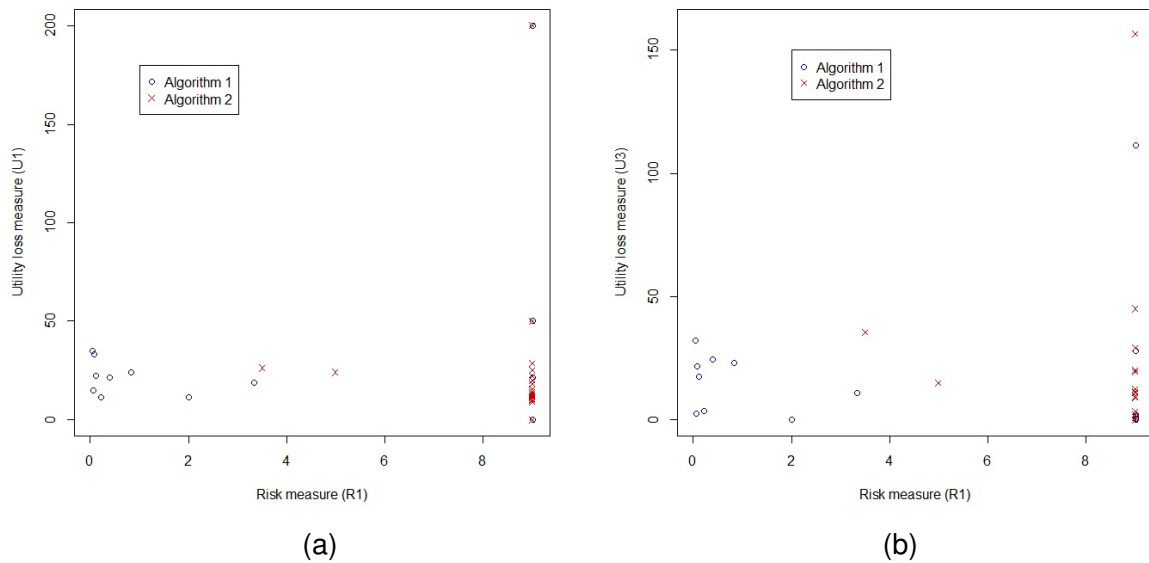 Utility loss measure (U1)
200
150
100
50
0
Algorithm 1
Algorithm 2
0 2 4 6 8
Risk measure (R1)
(a)
Utility loss measure (U3)
150
100
50
0
Algorithm 1
Algorithm 2
0 2 4 6 8
Risk measure (R1)
(b)